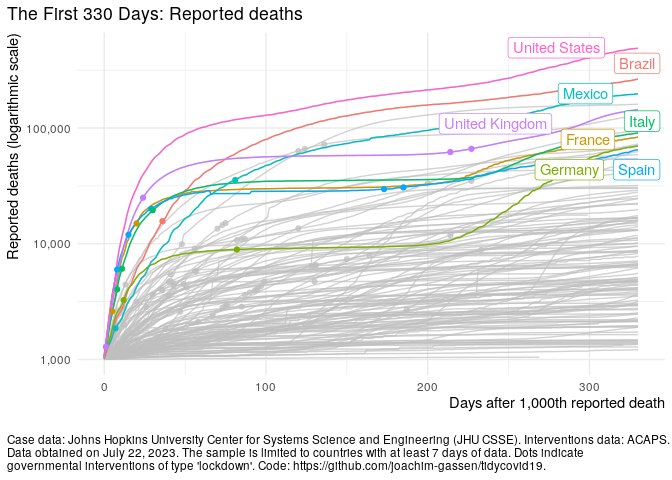 The First 330 Days: Reported deaths
Reported deaths (logarithmic scale)
United States
Brazil
Mexico
United Kingdom
Italy
France
Germany
Spain
100,000
10,000
1,000
0
100
200
300
Days after 1,000th reported death
Case data: Johns Hopkins University Center for Systems Science and Engineering (JHU CSSE). Interventions data: ACAPS.
Data obtained on July 22, 2023. The sample is limited to countries with at least 7 days of data. Dots indicate
governmental interventions of type 'lockdown'. Code: https://github.com/joachim-gassen/tidycovid19.